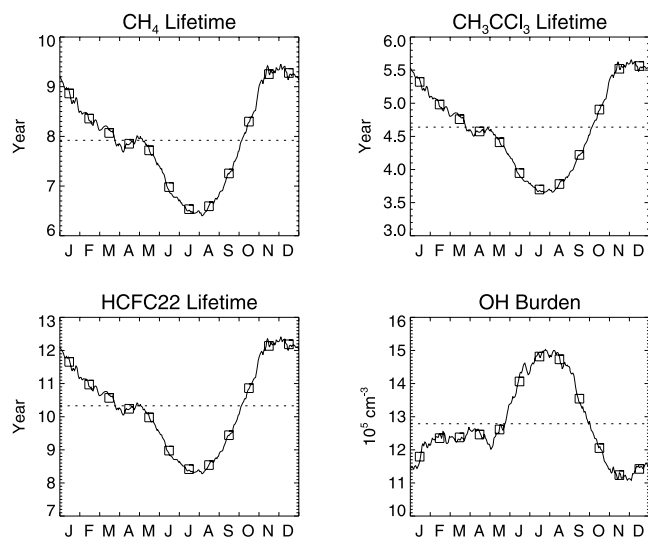 CH₄ Lifetime
Year
10
9
8
7
6
J F M A M J J A S O N D
CH₃CCl₃ Lifetime
Year
6.0
5.5
5.0
4.5
4.0
3.5
3.0
J F M A M J J A S O N D
HCFC22 Lifetime
Year
13
12
11
10
9
8
7
J F M A M J J A S O N D
OH Burden
10⁵ cm⁻³
16
15
14
13
12
11
10
J F M A M J J A S O N D